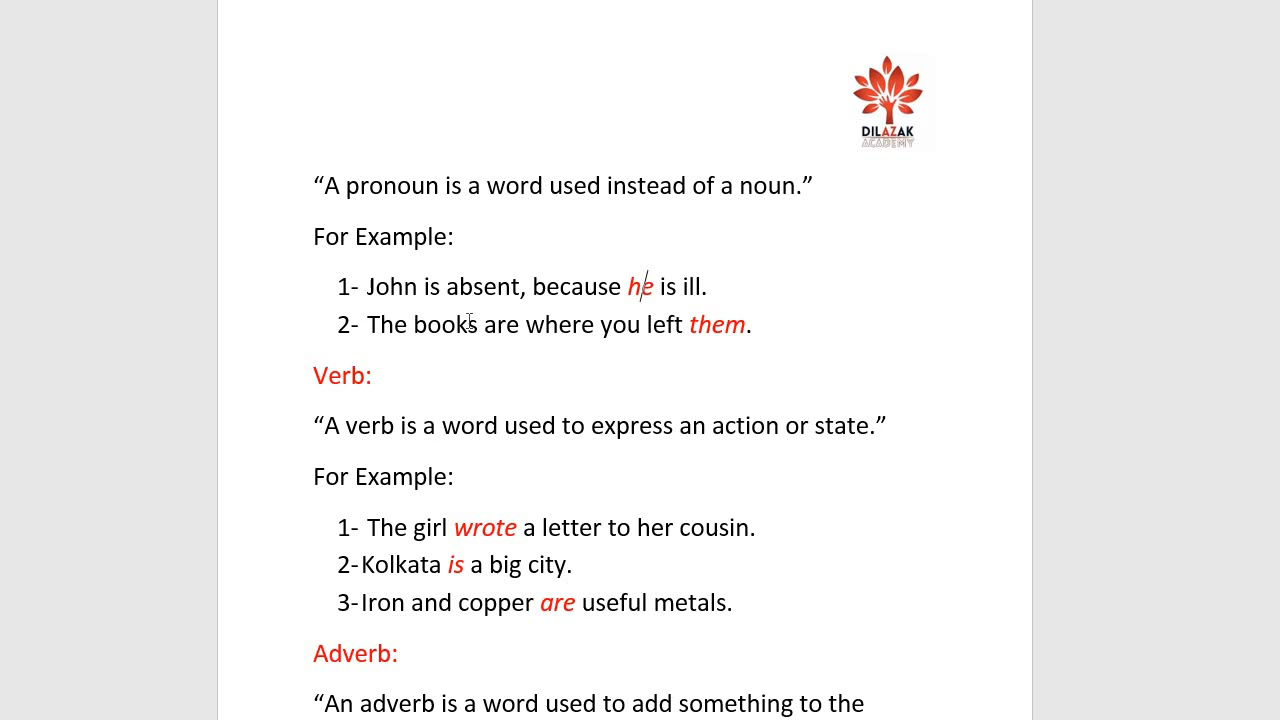 DILAZAK
ACADEMY
“A pronoun is a word used instead of a noun.”
For Example:
1- John is absent, because he is ill.
2- The books are where you left them.
Verb:
“A verb is a word used to express an action or state.”
For Example:
1- The girl wrote a letter to her cousin.
2- Kolkata is a big city.
3- Iron and copper are useful metals.
Adverb:
“An adverb is a word used to add something to the